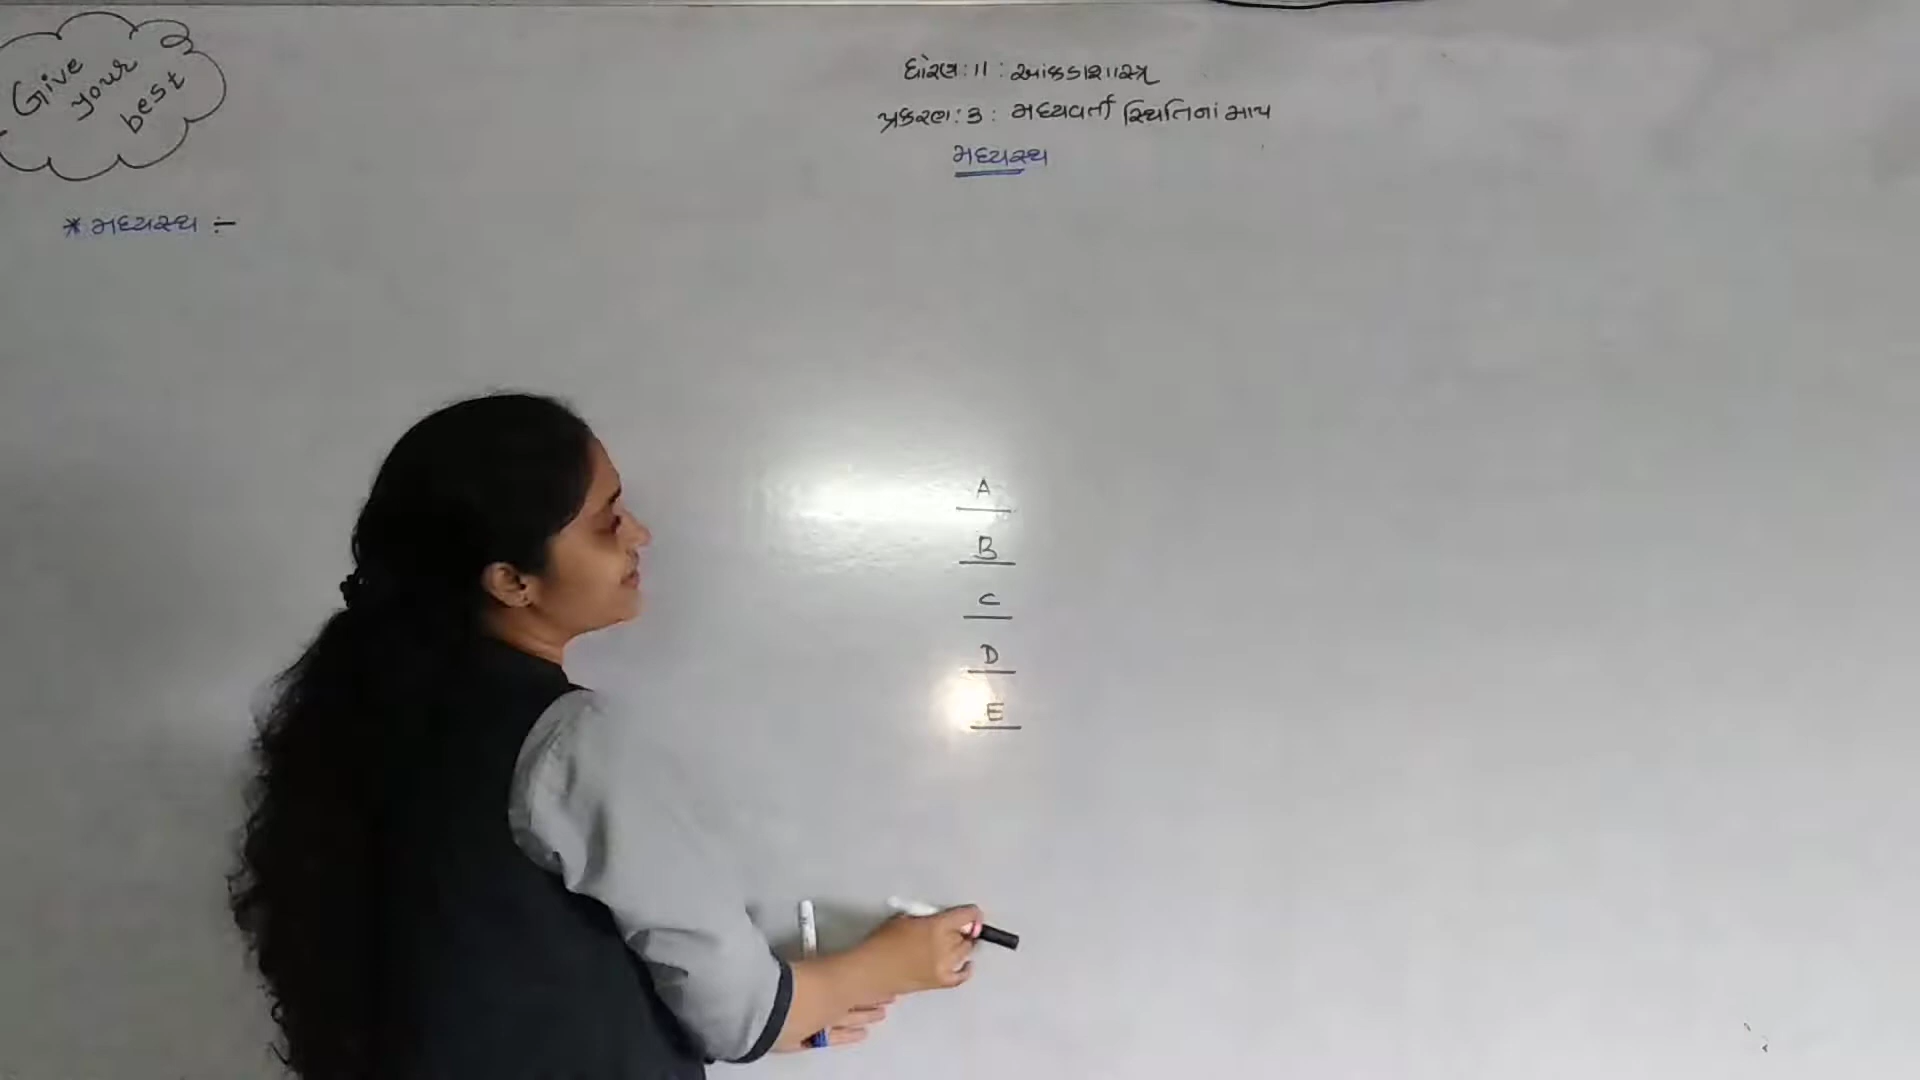 Give
your
best
ધોરણ : 11 : આંકડાશાસ્ત્ર
પ્રકરણ : 3 : મધ્યવર્તી સ્થિતિનાં માપ
મધ્યસ્થ
* મધ્યસ્થ :-
A
B
C
D
E